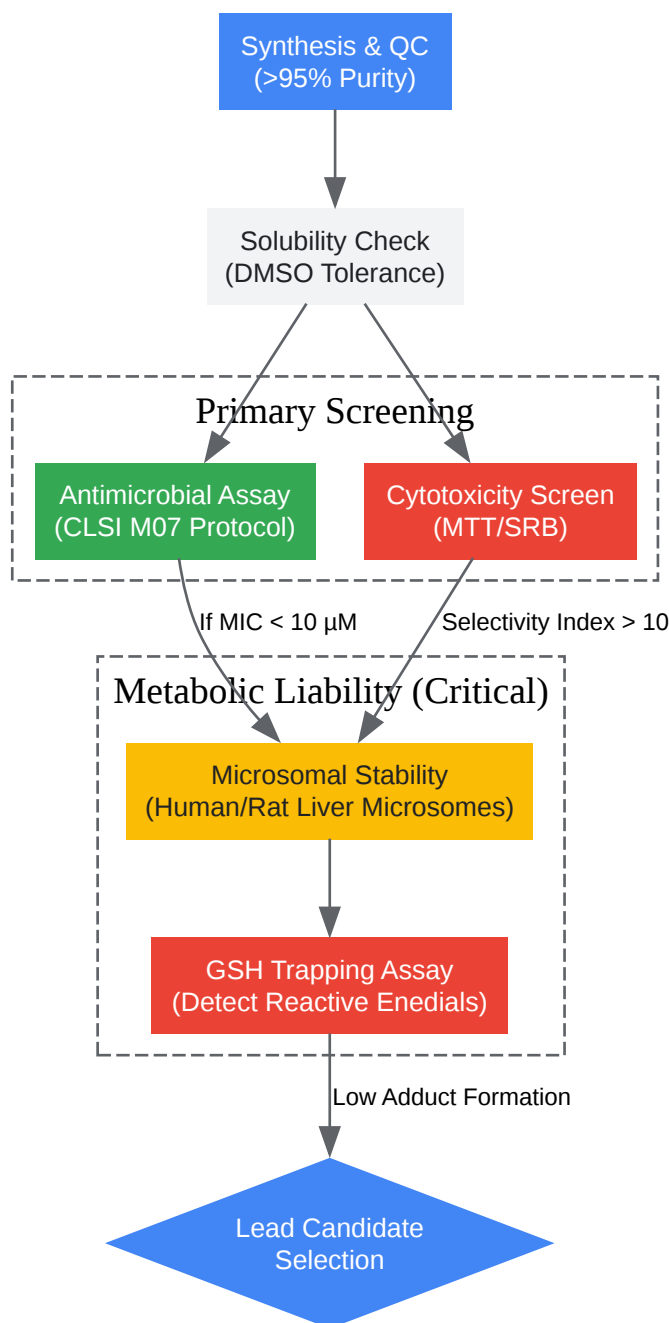 Synthesis & QC
(>95% Purity)
Solubility Check
(DMSO Tolerance)
Primary Screening
Antimicrobial Assay
(CLSI M07 Protocol)
Cytotoxicity Screen
(MTT/SRB)
If MIC < 10 µM
Selectivity Index > 10
Metabolic Liability (Critical)
Microsomal Stability
(Human/Rat Liver Microsomes)
GSH Trapping Assay
(Detect Reactive Enedials)
Low Adduct Formation
Lead Candidate
Selection